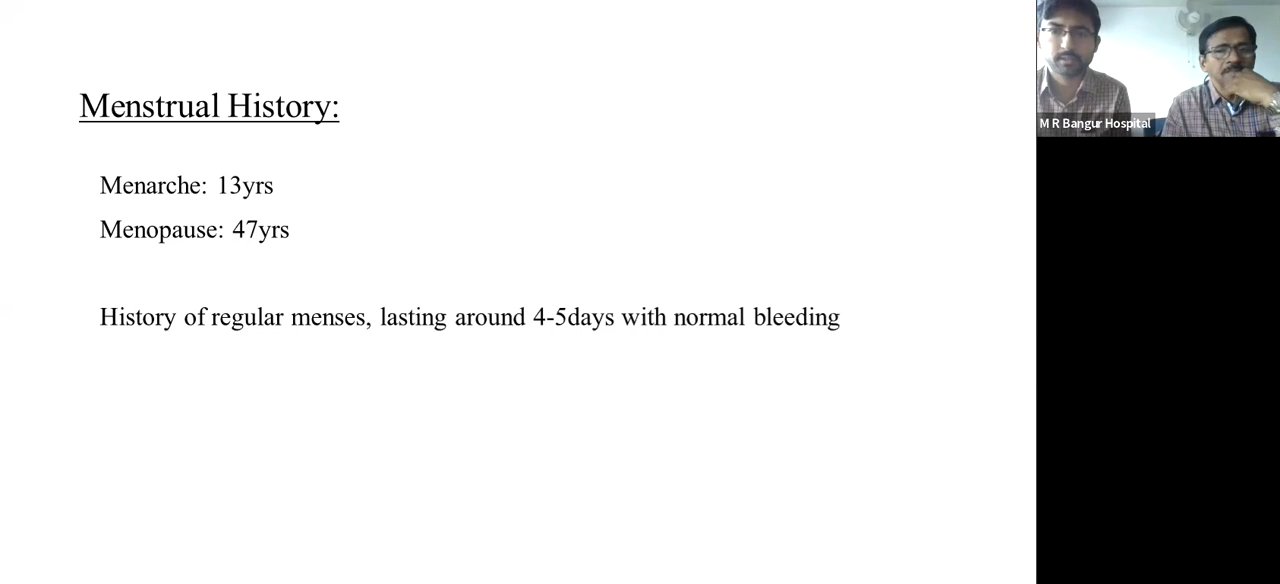 Menstrual History:
Menarche: 13yrs
Menopause: 47yrs
History of regular menses, lasting around 4-5days with normal bleeding
M R Bangur Hospital